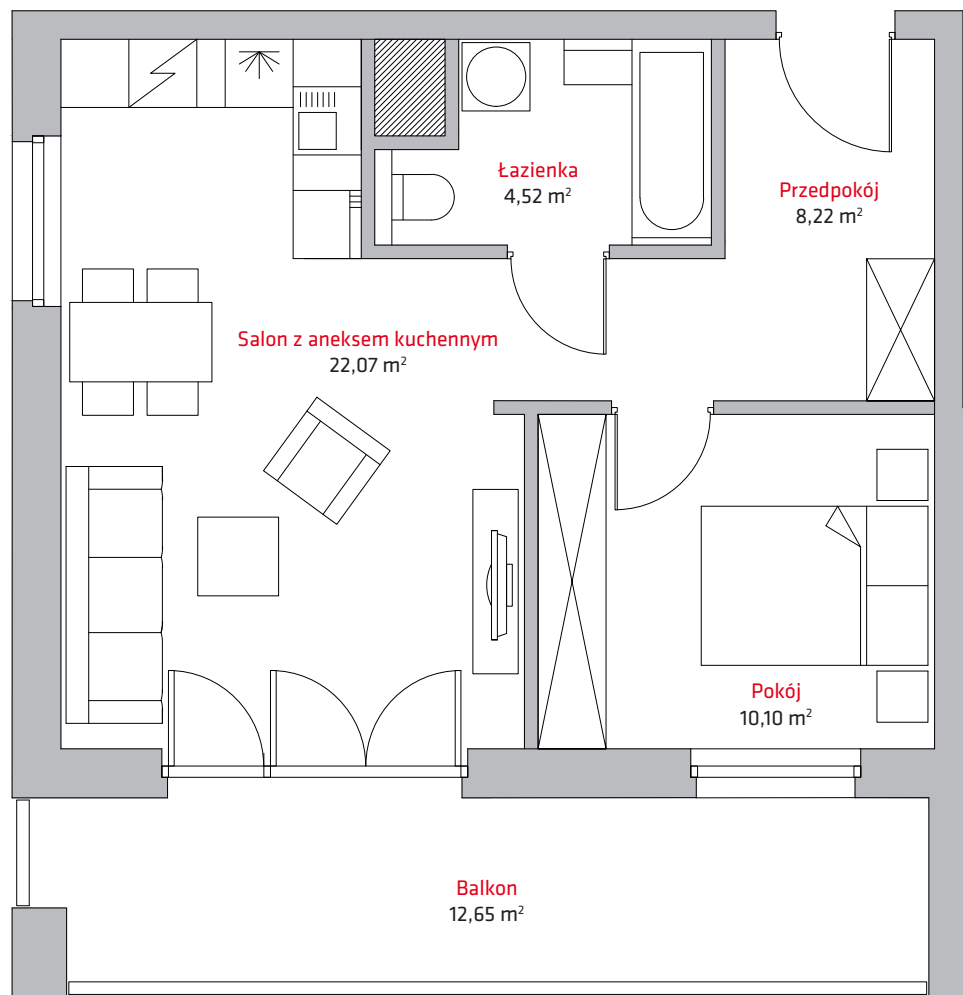 Łazienka
4,52 m²
Przedpokój
8,22 m²
Salon z aneksem kuchennym
22,07 m²
Pokój
10,10 m²
Balkon
12,65 m²